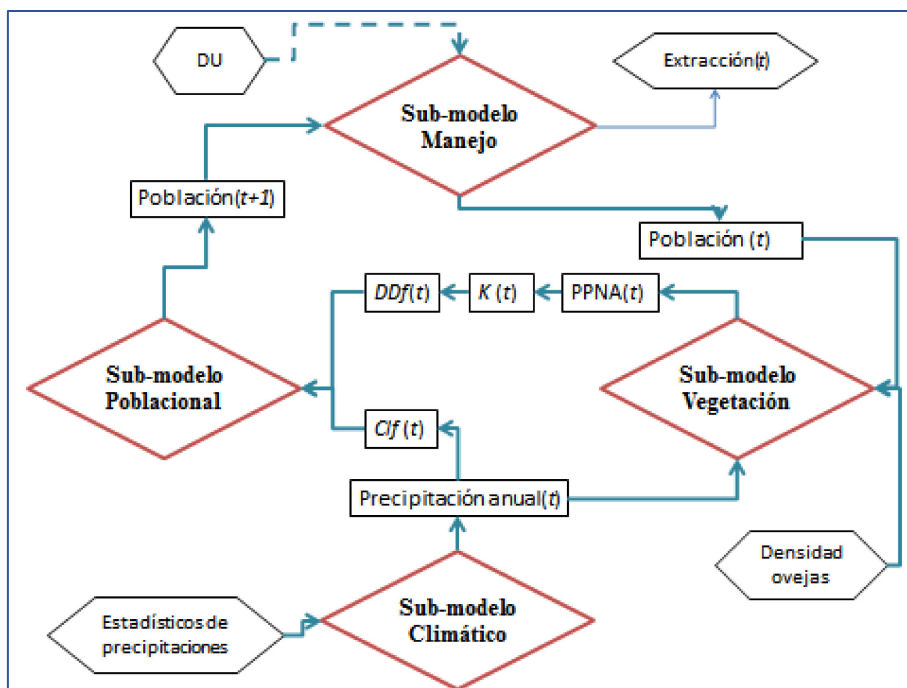 DU
Extracción(t)
Sub-modelo
Manejo
Población(t+1)
Población (t)
DDf(t)
K (t)
PPNA(t)
Sub-modelo
Poblacional
Sub-modelo
Vegetación
Clf (t)
Precipitación anual(t)
Densidad
ovejas
Estadísticos de
precipitaciones
Sub-modelo
Climático